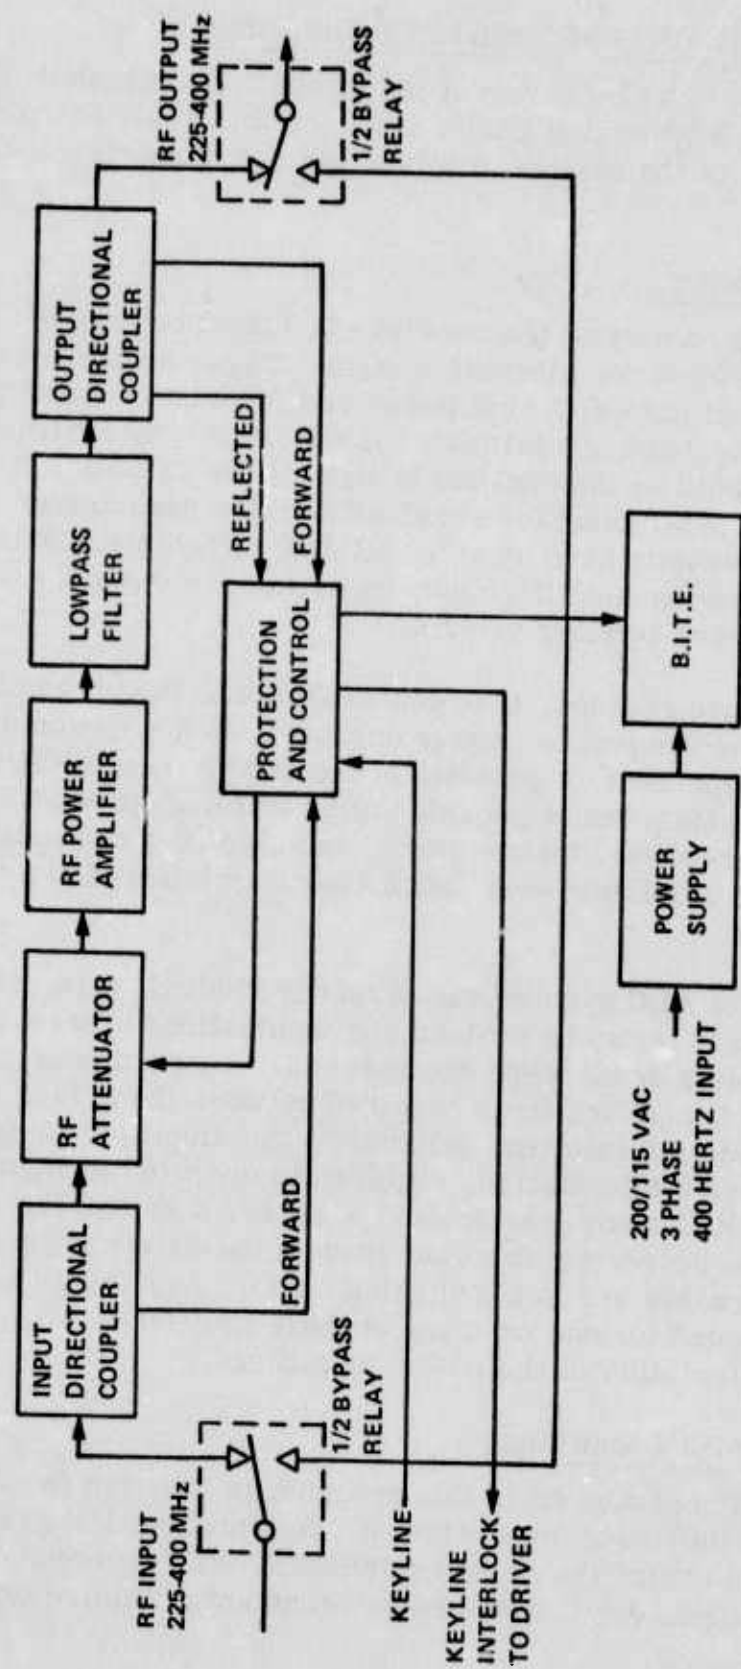 RF INPUT
225-400 MHz
1/2 BYPASS
RELAY
INPUT
DIRECTIONAL
COUPLER
FORWARD
RF
ATTENUATOR
RF POWER
AMPLIFIER
LOWPASS
FILTER
OUTPUT
DIRECTIONAL
COUPLER
REFLECTED
FORWARD
PROTECTION
AND CONTROL
RF OUTPUT
225-400 MHz
1/2 BYPASS
RELAY
KEYLINE
KEYLINE
INTERLOCK
TO DRIVER
200/115 VAC
3 PHASE
400 HERTZ INPUT
POWER
SUPPLY
B.I.T.E.